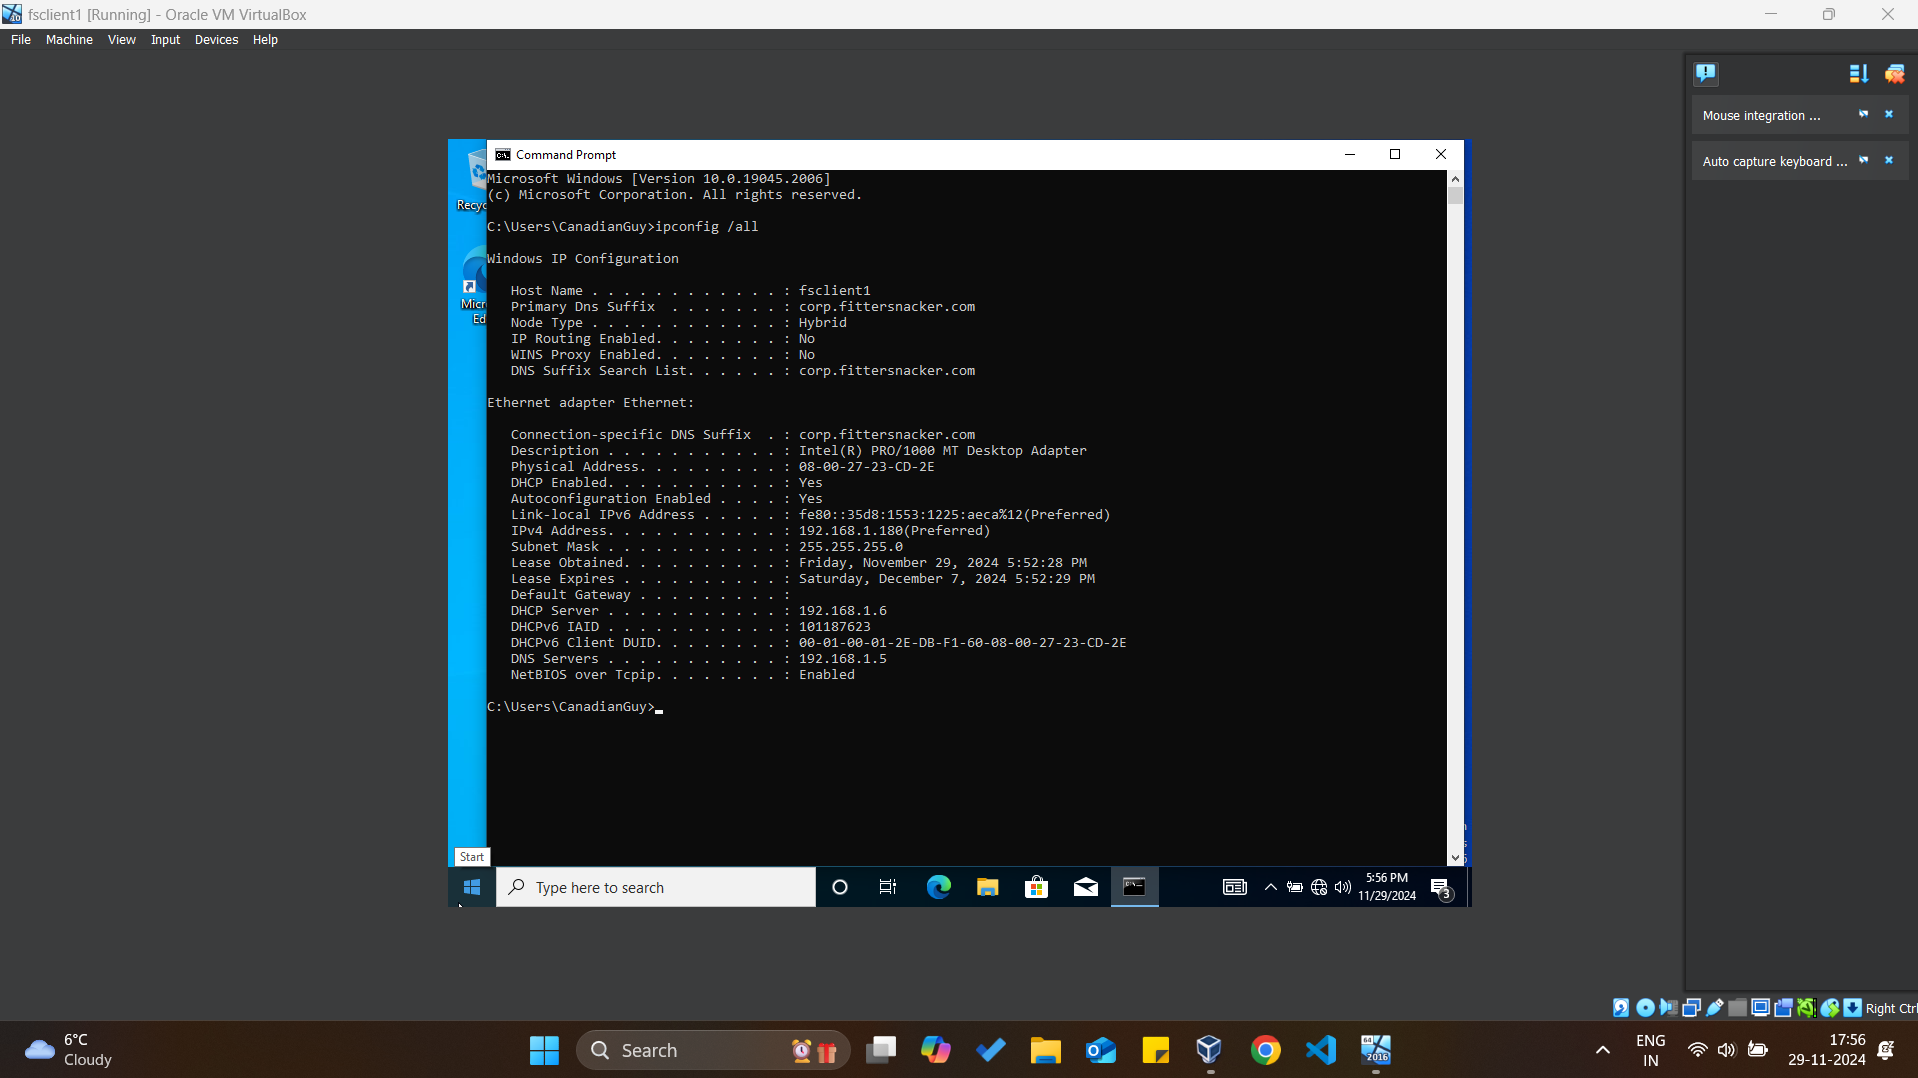 fsclient1 [Running] - Oracle VM VirtualBox
File Machine View Input Devices Help
Mouse integration ...
Auto capture keyboard ...
Command Prompt
Microsoft Windows [Version 10.0.19045.2006]
(c) Microsoft Corporation. All rights reserved.
C:\Users\CanadianGuy>ipconfig /all
Windows IP Configuration
Host Name . . . . . . . . . . . . : fsclient1
Primary Dns Suffix  . . . . . . . : corp.fittersnacker.com
Node Type . . . . . . . . . . . . : Hybrid
IP Routing Enabled. . . . . . . . : No
WINS Proxy Enabled. . . . . . . . : No
DNS Suffix Search List. . . . . . : corp.fittersnacker.com
Ethernet adapter Ethernet:
Connection-specific DNS Suffix  . : corp.fittersnacker.com
Description . . . . . . . . . . . : Intel(R) PRO/1000 MT Desktop Adapter
Physical Address. . . . . . . . . : 08-00-27-23-CD-2E
DHCP Enabled. . . . . . . . . . . : Yes
Autoconfiguration Enabled . . . . : Yes
Link-local IPv6 Address . . . . . : fe80::35d8:1553:1225:aeca%12(Preferred)
IPv4 Address. . . . . . . . . . . : 192.168.1.180(Preferred)
Subnet Mask . . . . . . . . . . . : 255.255.255.0
Lease Obtained. . . . . . . . . . : Friday, November 29, 2024 5:52:28 PM
Lease Expires . . . . . . . . . . : Saturday, December 7, 2024 5:52:29 PM
Default Gateway . . . . . . . . . :
DHCP Server . . . . . . . . . . . : 192.168.1.6
DHCPv6 IAID . . . . . . . . . . . : 101187623
DHCPv6 Client DUID. . . . . . . . : 00-01-00-01-2E-DB-F1-60-08-00-27-23-CD-2E
DNS Servers . . . . . . . . . . . : 192.168.1.5
NetBIOS over Tcpip. . . . . . . . : Enabled
C:\Users\CanadianGuy>
Recyc
Micr
Ed
Start
Type here to search
5:56 PM
11/29/2024
3
Right Ctrl
6°C
Cloudy
Search
64
2016
ENG
IN
17:56
29-11-2024